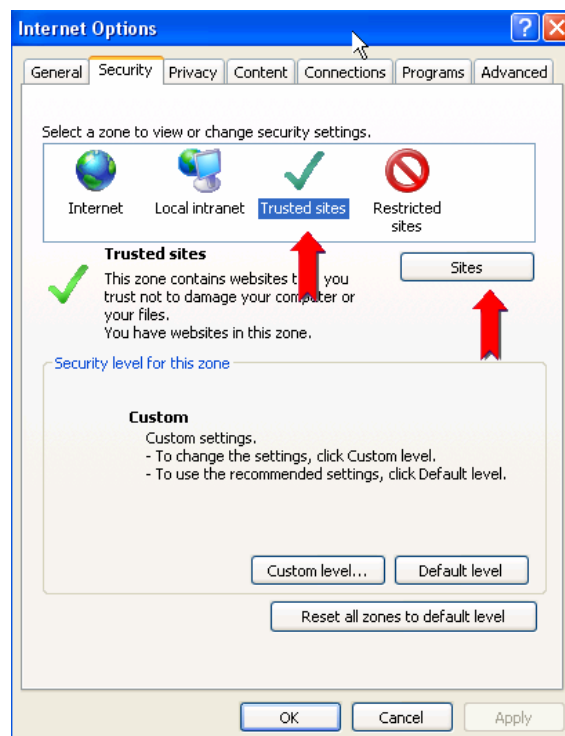 Internet Options
General Security Privacy Content Connections Programs Advanced
Select a zone to view or change security settings.
Internet Local intranet Trusted sites Restricted sites
Trusted sites
Sites
This zone contains websites you
trust not to damage your computer or
your files.
You have websites in this zone.
Security level for this zone
Custom
Custom settings.
- To change the settings, click Custom level.
- To use the recommended settings, click Default level.
Custom level... Default level
Reset all zones to default level
OK Cancel Apply